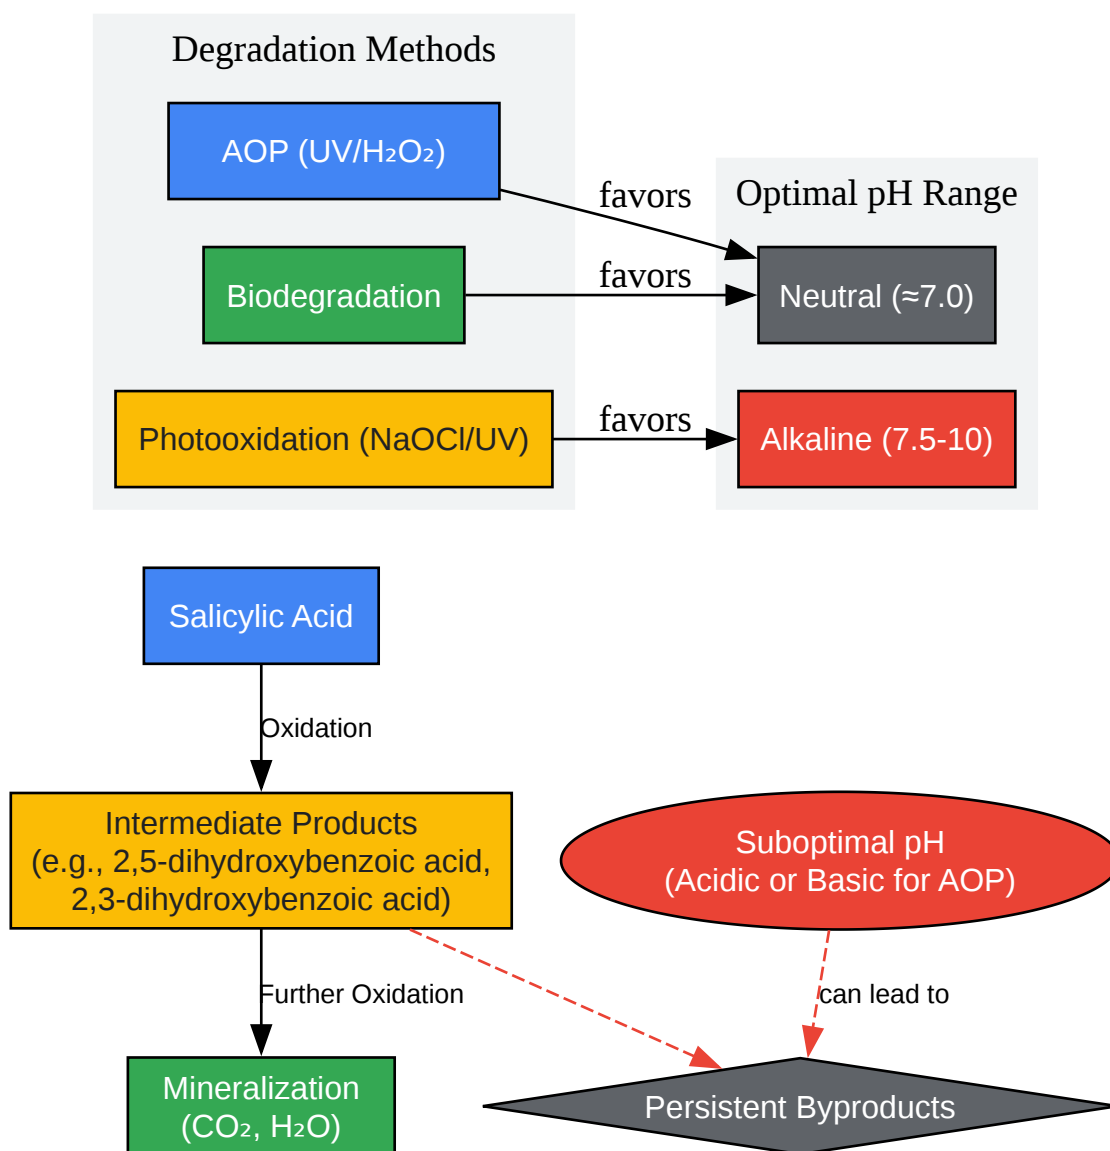 Degradation Methods
AOP (UV/H₂O₂)
favors
Optimal pH Range
Biodegradation
favors
Neutral (≈7.0)
Photooxidation (NaOCl/UV)
favors
Alkaline (7.5-10)
Salicylic Acid
Oxidation
Intermediate Products
(e.g., 2,5-dihydroxybenzoic acid,
2,3-dihydroxybenzoic acid)
Suboptimal pH
(Acidic or Basic for AOP)
Further Oxidation
can lead to
Mineralization
(CO₂, H₂O)
Persistent Byproducts